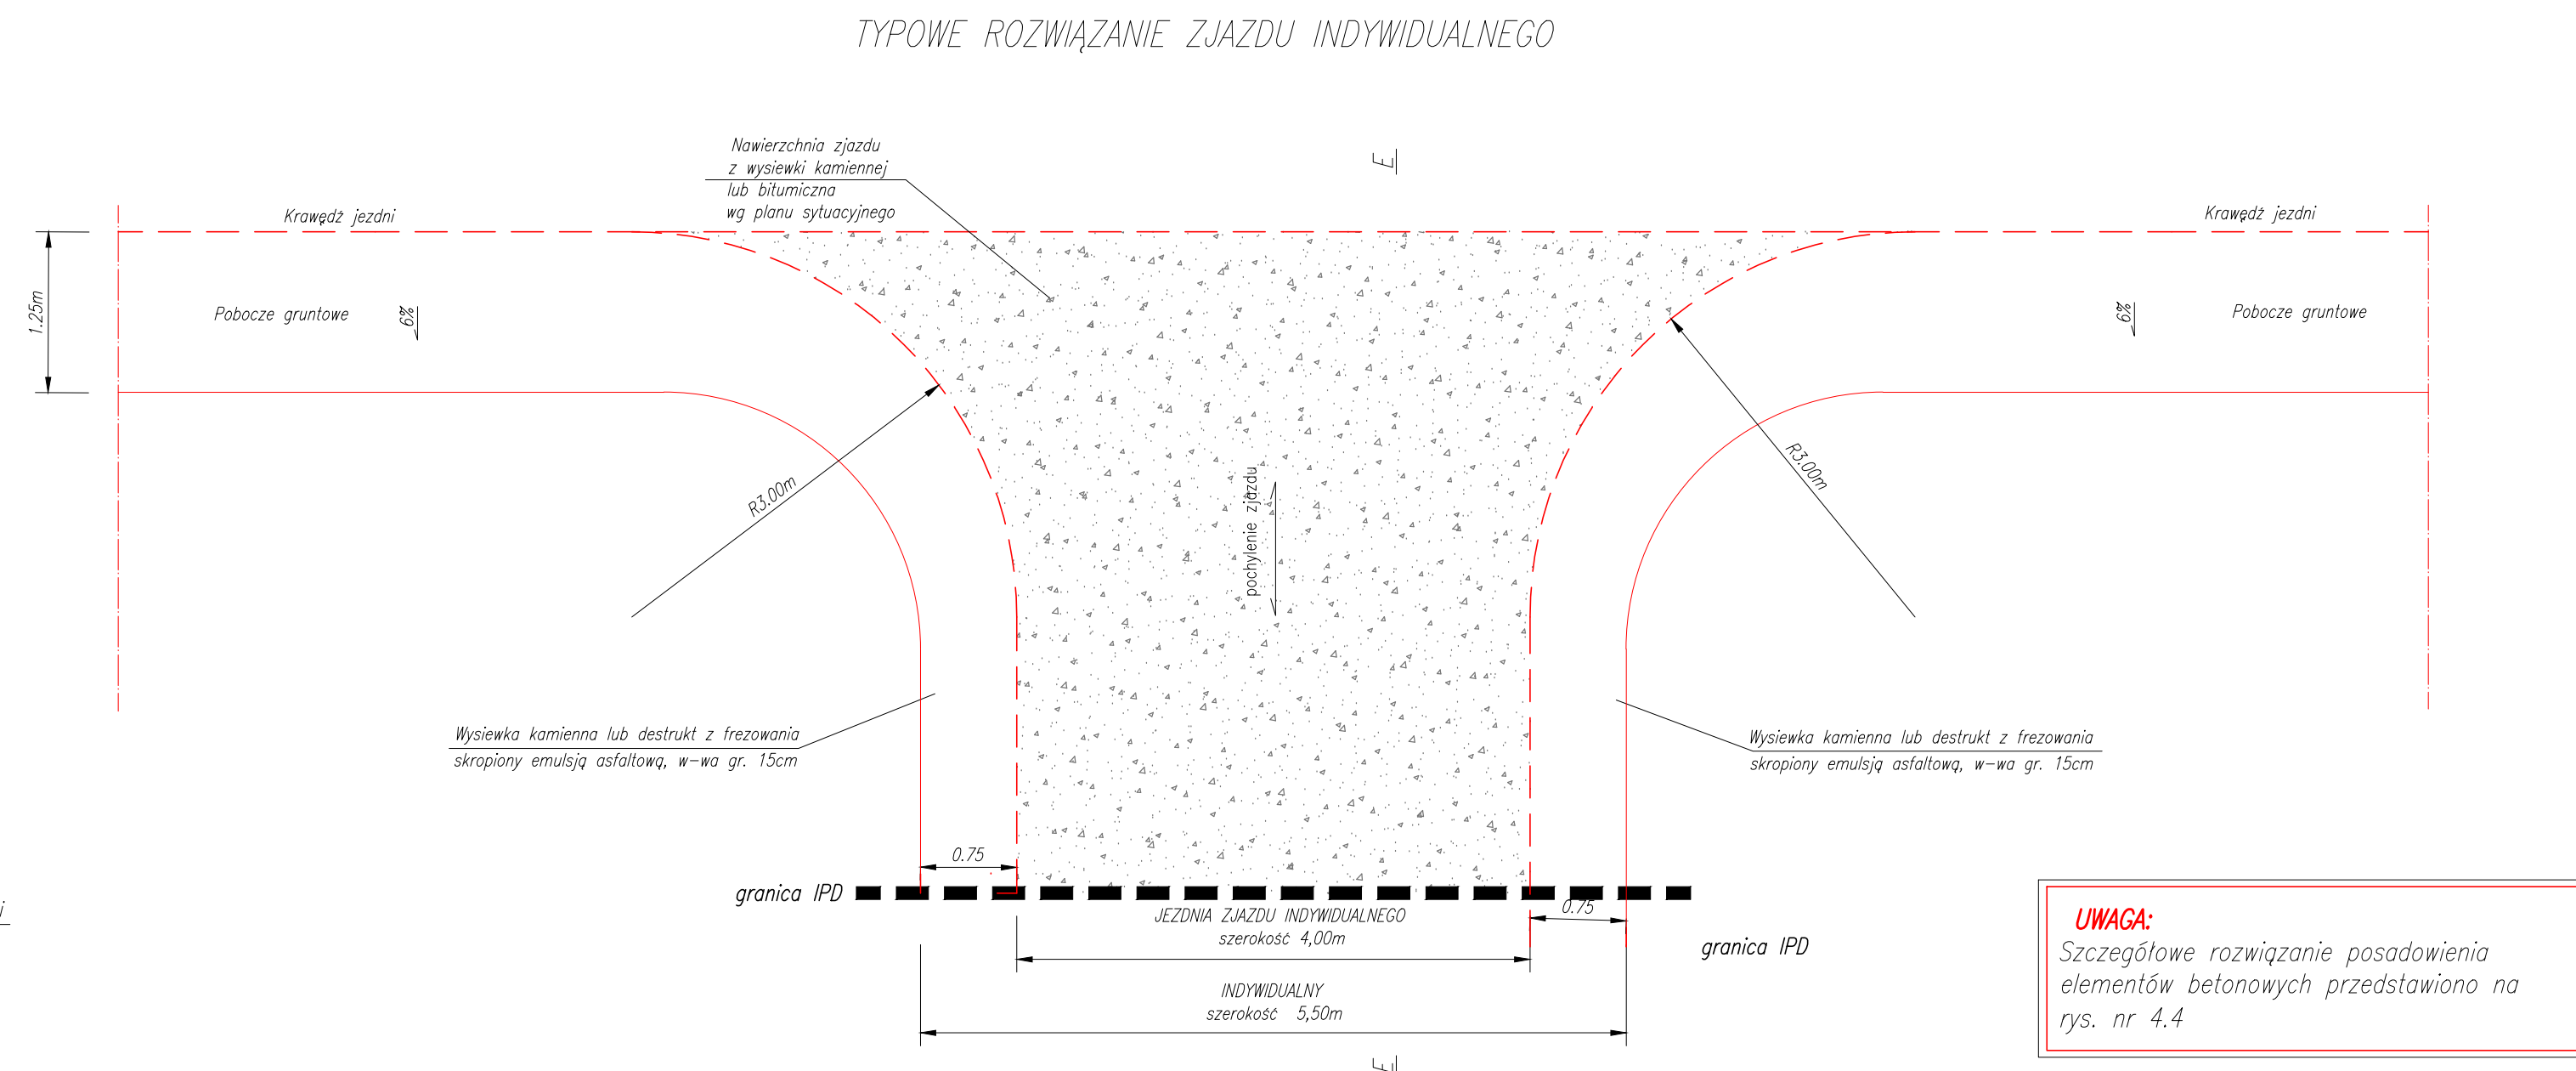 TYPOWE ROZWIĄZANIE ZJAZDU INDYWIDUALNEGO
Nawierzchnia zjazdu
z wysiewki kamiennej
lub bitumiczna
wg planu sytuacyjnego
E
Krawędź jezdni
Krawędź jezdni
1.25m
Pobocze gruntowe
6%
6%
Pobocze gruntowe
R3.00m
R3.00m
pochylenie zjazdu
Wysiewka kamienna lub destrukt z frezowania
skropiony emulsją asfaltową, w-wa gr. 15cm
Wysiewka kamienna lub destrukt z frezowania
skropiony emulsją asfaltową, w-wa gr. 15cm
0.75
granica IPD
JEZDNIA ZJAZDU INDYWIDUALNEGO
szerokość 4,00m
0.75
granica IPD
INDYWIDUALNY
szerokość 5,50m
E
UWAGA:
Szczegółowe rozwiązanie posadowienia
elementów betonowych przedstawiono na
rys. nr 4.4